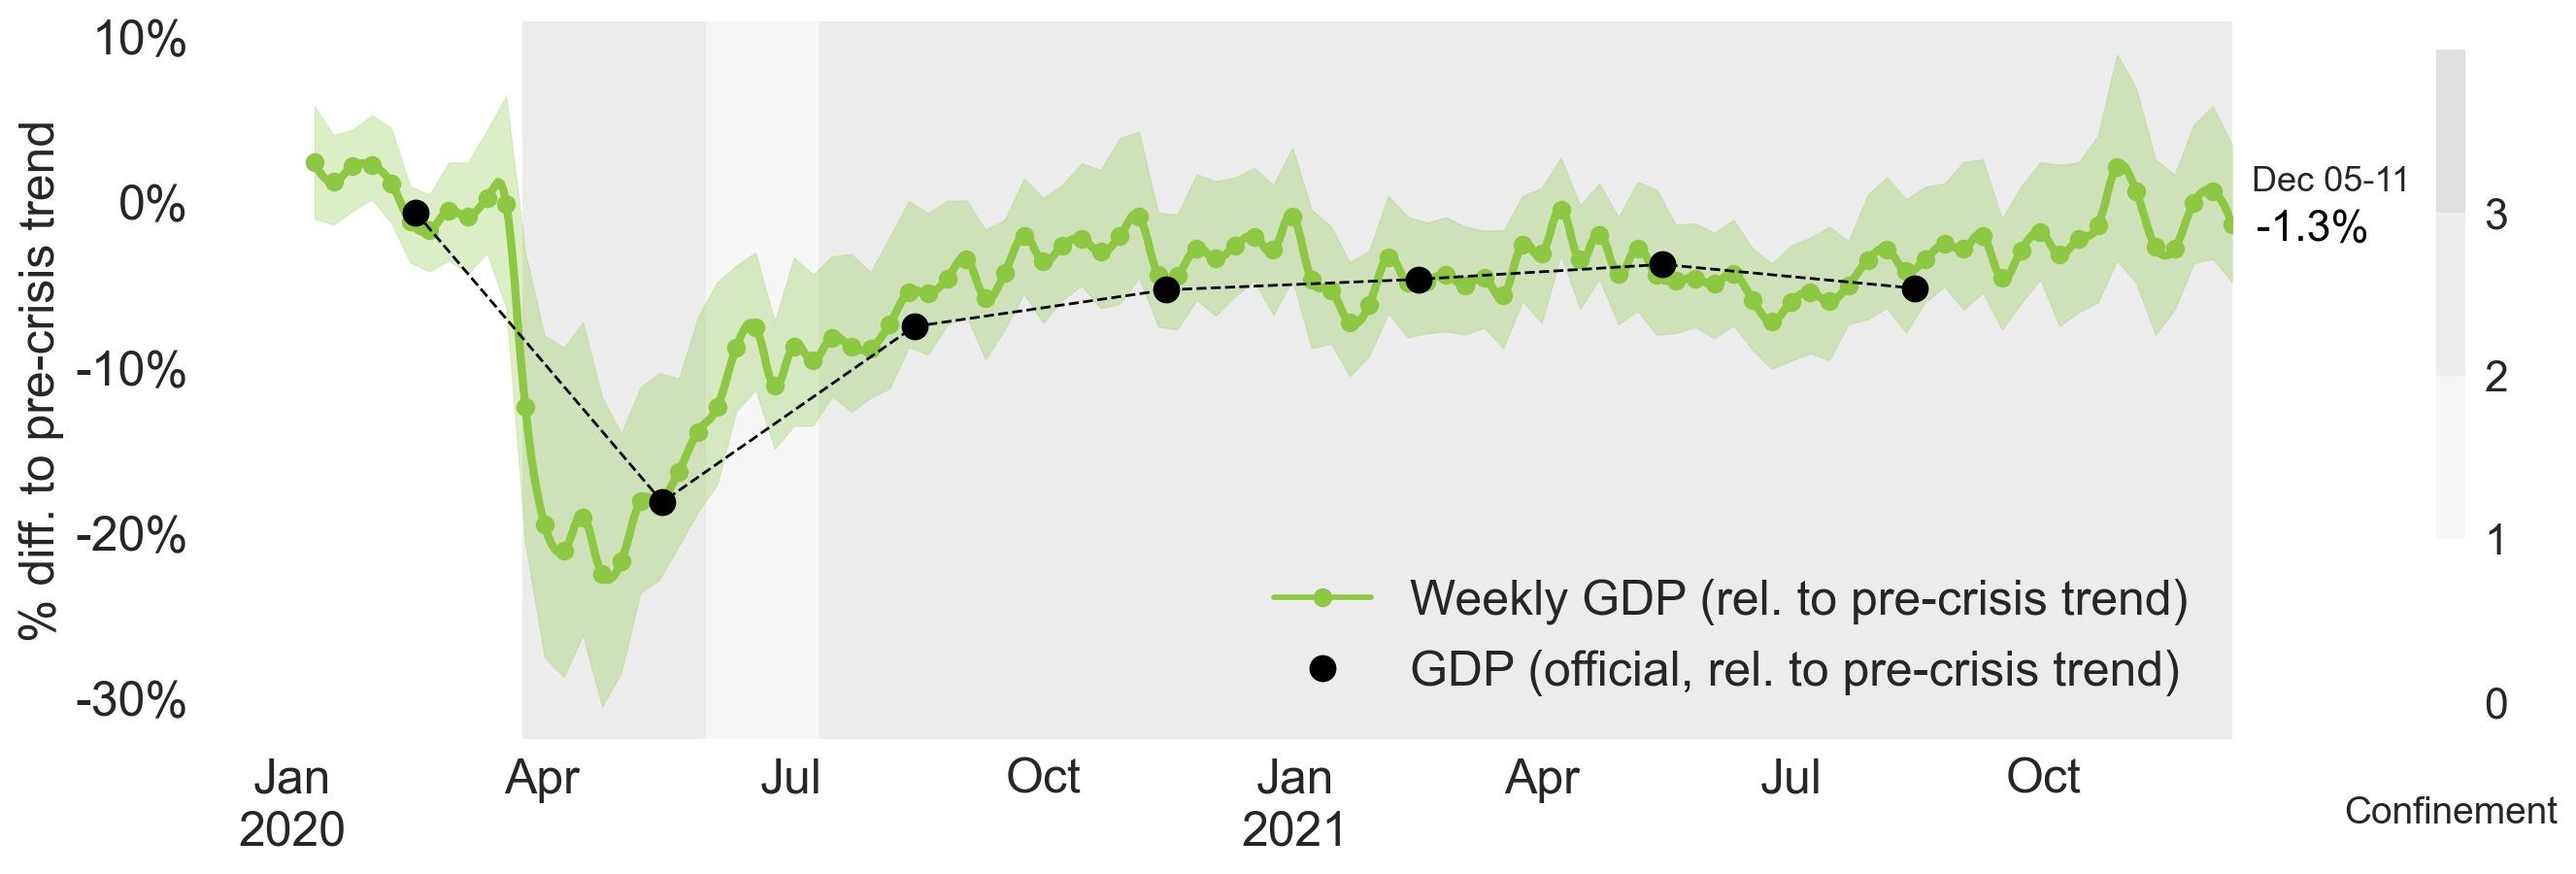 % diff. to pre-crisis trend
10%
0%
-10%
-20%
-30%
Jan
2020
Apr
Jul
Oct
Jan
2021
Apr
Jul
Oct
Weekly GDP (rel. to pre-crisis trend)
GDP (official, rel. to pre-crisis trend)
Dec 05-11
-1.3%
3
2
1
0
Confinement